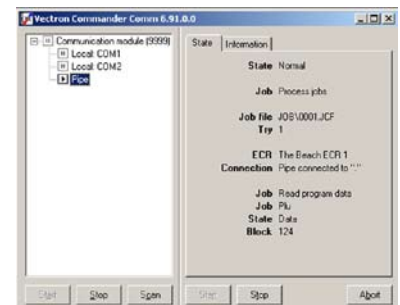 Vectron Commander Comm 6.91.0.0
Communication module (9999)
Local: COM1
Local: COM2
Pipe
Start Stop Span
State Information
State Normal
Job Process jobs
Job file JOB\0001.JCF
Try 1
ECR The Beach ECR 1
Connection Pipe connected to "."
Job Read program data
Job Plu
State Data
Block 124
Stop Abort